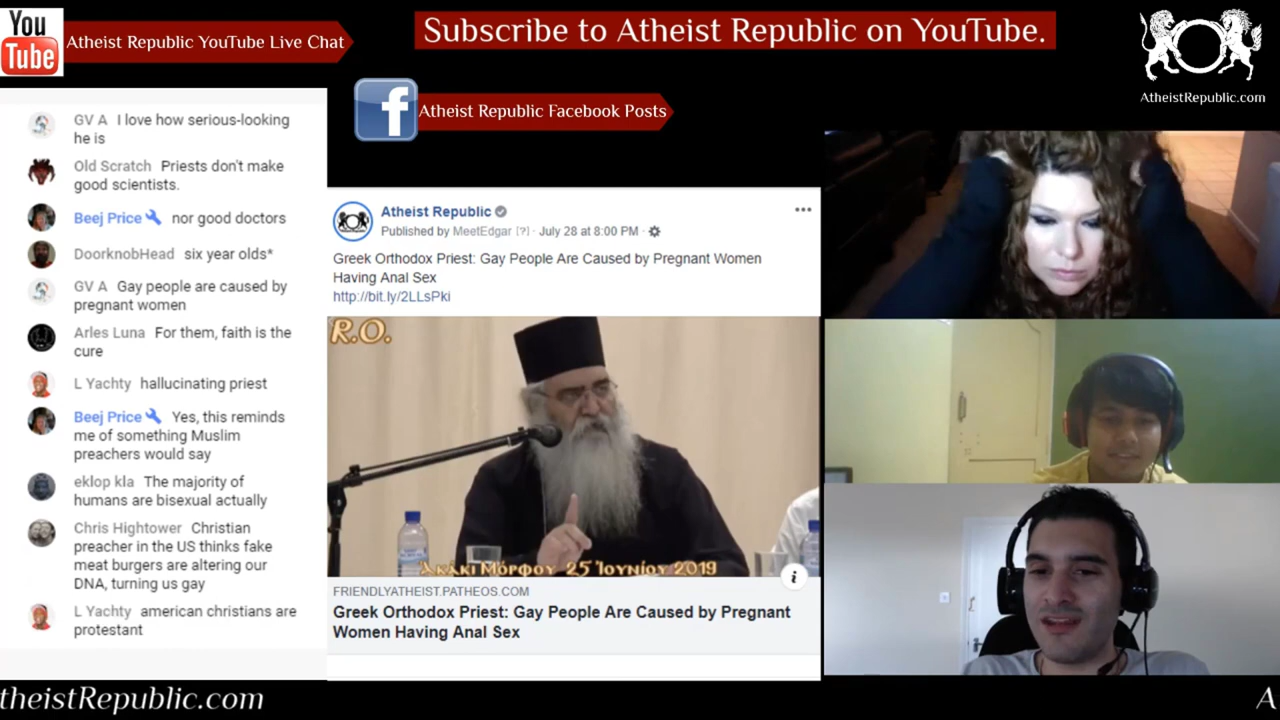 You
Tube
Atheist Republic YouTube Live Chat
Subscribe to Atheist Republic on YouTube.
AtheistRepublic.com
f
Atheist Republic Facebook Posts
GV A I love how serious-looking
he is
Old Scratch Priests don't make
good scientists.
Beej Price nor good doctors
DoorknobHead six year olds*
GV A Gay people are caused by
pregnant women
Arles Luna For them, faith is the
cure
L Yachty hallucinating priest
Beej Price Yes, this reminds
me of something Muslim
preachers would say
eklop kla The majority of
humans are bisexual actually
Chris Hightower Christian
preacher in the US thinks fake
meat burgers are altering our
DNA, turning us gay
L Yachty american christians are
protestant
Atheist Republic
Published by MeetEdgar [?] · July 28 at 8:00 PM ·
Greek Orthodox Priest: Gay People Are Caused by Pregnant Women
Having Anal Sex
http://bit.ly/2LLsPki
R.O.
Ακάκι Μόρφου 25 Ἰουνίου 2019
FRIENDLYATHEIST.PATHEOS.COM
Greek Orthodox Priest: Gay People Are Caused by Pregnant
Women Having Anal Sex
theistRepublic.com
A